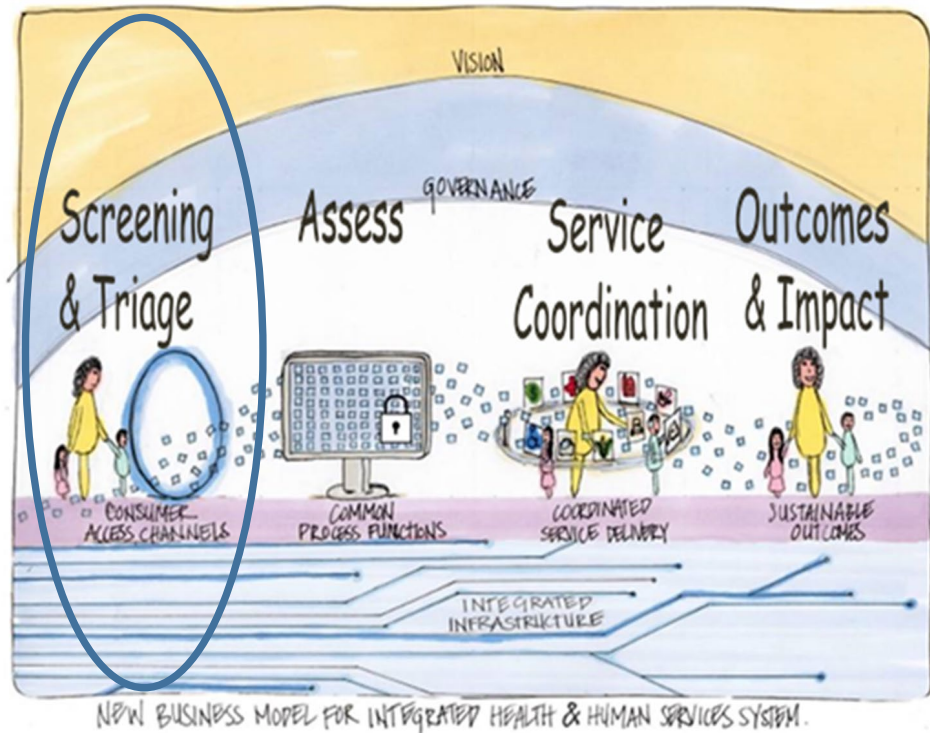 VISION
GOVERNANCE
Screening
& Triage
Assess
Service
Coordination
Outcomes
& Impact
$
CONSUMER
ACCESS CHANNELS
COMMON
PROCESS FUNCTIONS
COORDINATED
SERVICE DELIVERY
SUSTAINABLE
OUTCOMES
INTEGRATED
INFRASTRUCTURE
NEW BUSINESS MODEL FOR INTEGRATED HEALTH & HUMAN SERVICES SYSTEM.